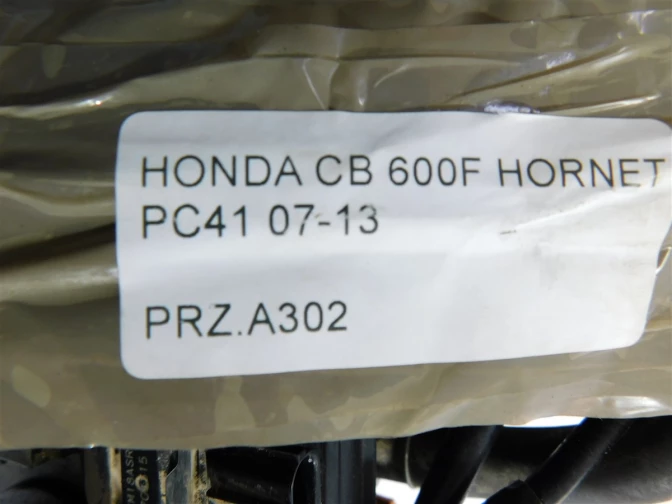 HONDA CB 600F HORNET
PC41 07-13
PRZ.A302